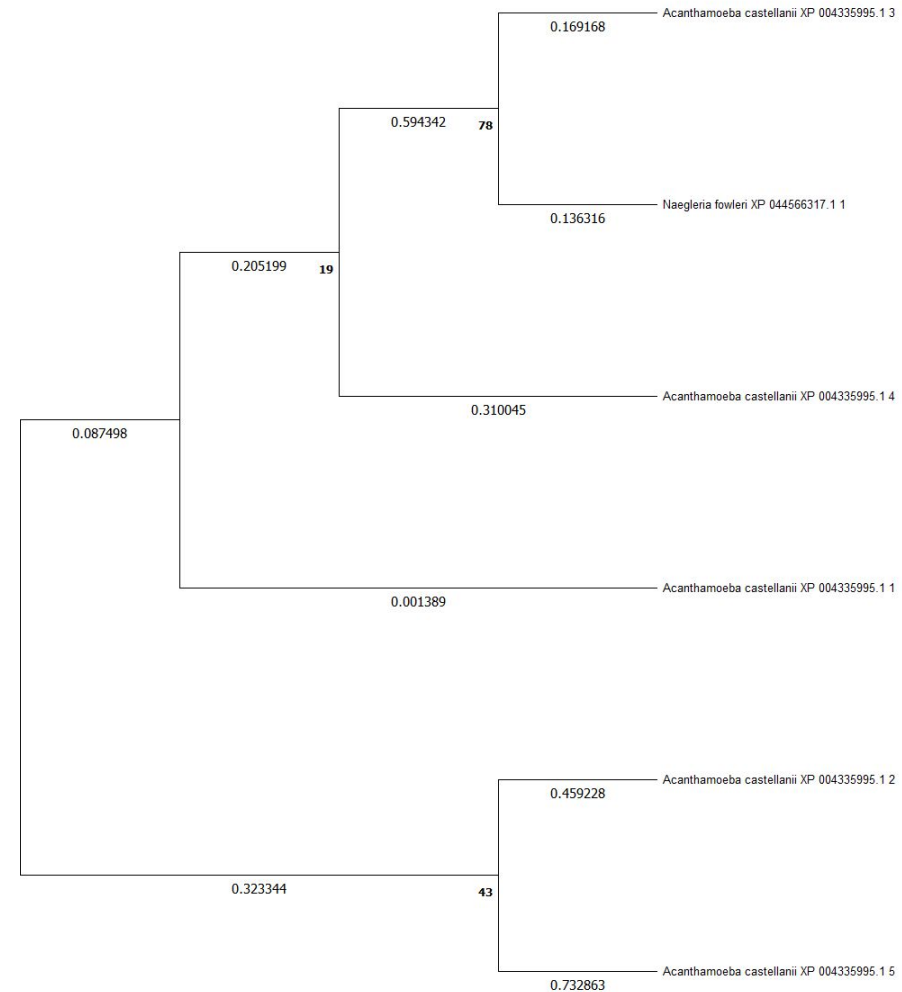 Acanthamoeba castellanii XP 004335995.1 3
0.169168
0.594342
78
Naegleria fowleri XP 044566317.1 1
0.136316
0.205199
19
Acanthamoeba castellanii XP 004335995.1 4
0.310045
0.087498
Acanthamoeba castellanii XP 004335995.1 1
0.001389
Acanthamoeba castellanii XP 004335995.1 2
0.459228
0.323344
43
Acanthamoeba castellanii XP 004335995.1 5
0.732863